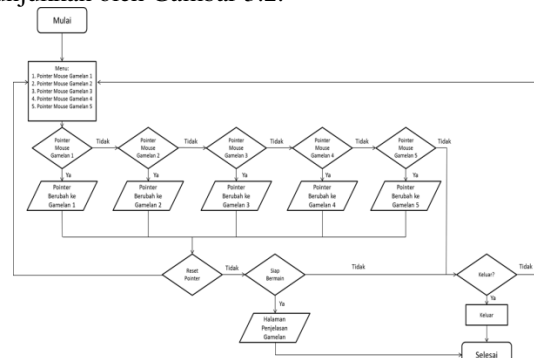 ditunjukkan oleh Gambar 3.2.
Mulai
Menu:
1. Pointer Mouse Gamelan 1
2. Pointer Mouse Gamelan 2
3. Pointer Mouse Gamelan 3
4. Pointer Mouse Gamelan 4
5. Pointer Mouse Gamelan 5
Pointer
Mouse
Gamelan 1
Tidak
Pointer
Mouse
Gamelan 2
Tidak
Pointer
Mouse
Gamelan 3
Tidak
Pointer
Mouse
Gamelan 4
Tidak
Pointer
Mouse
Gamelan 5
Tidak
Ya
Ya
Ya
Ya
Ya
Pointer
Berubah ke
Gamelan 1
Pointer
Berubah ke
Gamelan 2
Pointer
Berubah ke
Gamelan 3
Pointer
Berubah ke
Gamelan 4
Pointer
Berubah ke
Gamelan 5
Reset
Pointer
Tidak
Siap
Bermain
Tidak
Keluar?
Tidak
Ya
Ya
Halaman
Penjelasan
Gamelan
Keluar
Selesai